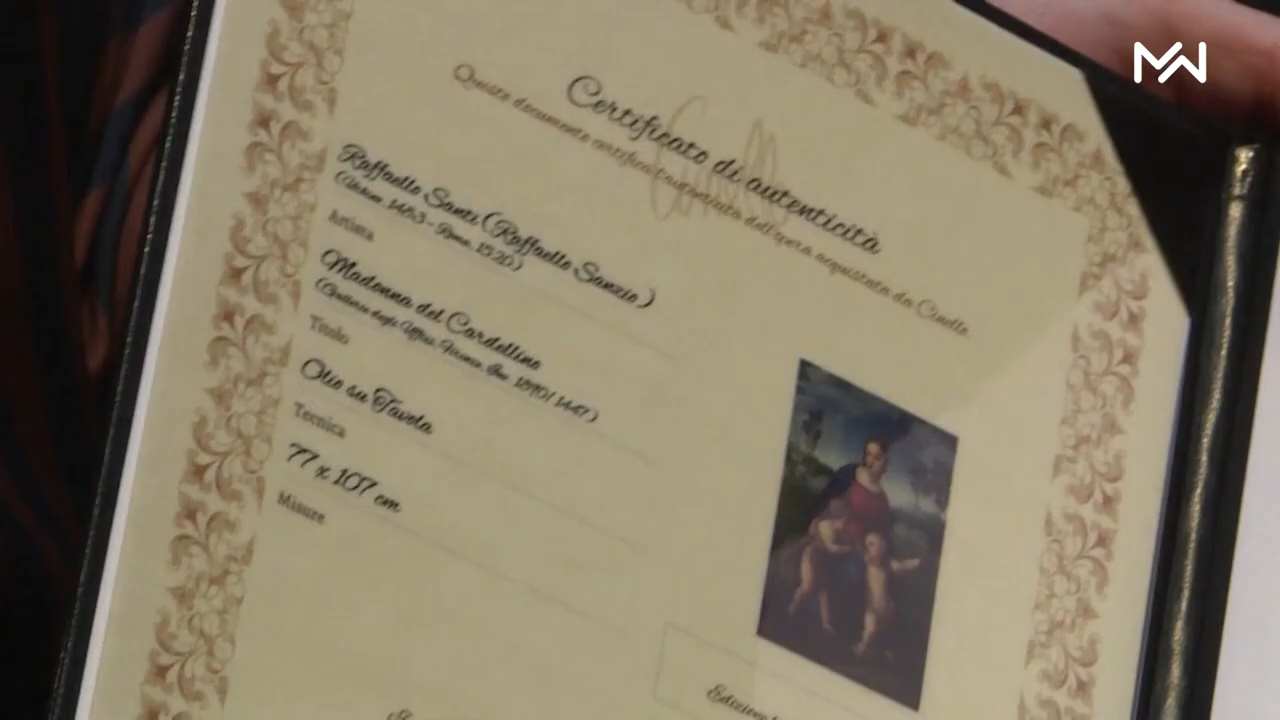 MW
Certificato di autenticità
Questo documento certifica l'autenticità dell'opera acquistata da Cinello.
Raffaello Santi (Raffaello Sanzio)
1483 - Roma, 1520)
Artista
Madonna del Cardellino
(Galleria degli Uffizi, Firenze, Inv. 1890/1447)
Titolo
Olio su Tavola
Tecnica
77 x 107 cm
Misure